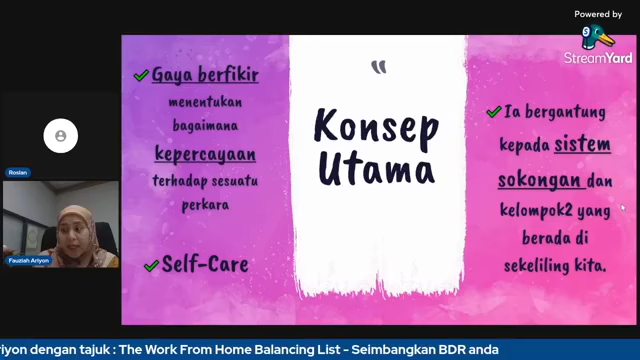 Powered by
StreamYard
Gaya berfikir
menentukan
bagaimana
kepercayaan
terhadap sesuatu
perkara
Self-Care
"
Konsep
Utama
Ia bergantung
kepada sistem
sokongan dan
kelompok2 yang
berada di
sekeliling kita.
Roslan
Fauziah Ariyon
riyon dengan tajuk : The Work From Home Balancing List - Seimbangkan BDR anda